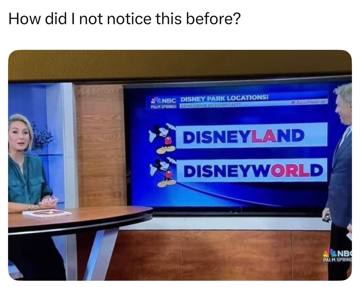 How did I not notice this before?
NBC
PALM SPRINGS
DISNEY PARK LOCATIONS!
DISNEYLAND
DISNEYWORLD
NBC
PALM SPRINGS